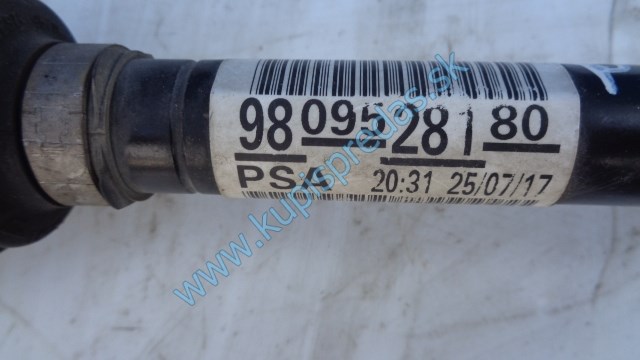 98 095 281 80
PSA 20:31 25/07/17
www.kupispredas.sk